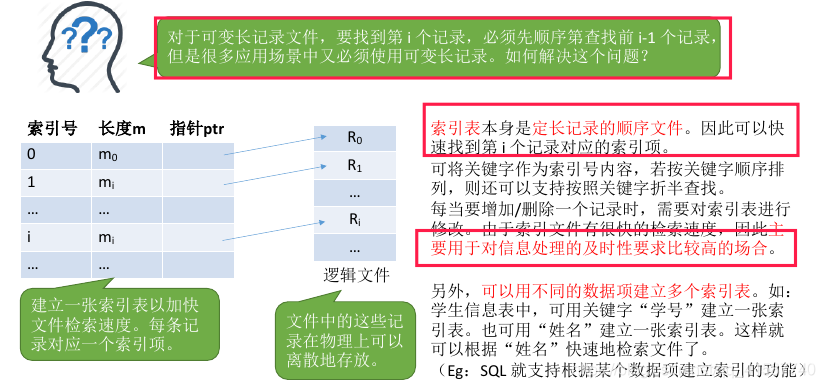 ???
对于可变长记录文件，要找到第 i 个记录，必须先顺序第查找前 i-1 个记录，
但是很多应用场景中又必须使用可变长记录。如何解决这个问题？
索引号 长度m 指针ptr
0 m0
1 mi
... ...
i mi
... ...
R0
R1
...
Ri
...
逻辑文件
建立一张索引表以加快
文件检索速度。每条记
录对应一个索引项。
文件中的这些记
录在物理上可以
离散地存放。
索引表本身是定长记录的顺序文件。因此可以快
速找到第 i 个记录对应的索引项。
可将关键字作为索引号内容，若按关键字顺序排
列，则还可以支持按照关键字折半查找。
每当要增加/删除一个记录时，需要对索引表进行
修改。由于索引文件有很快的检索速度，因此主
要用于对信息处理的及时性要求比较高的场合。
另外，可以用不同的数据项建立多个索引表。如：
学生信息表中，可用关键字“学号”建立一张索
引表。也可用“姓名”建立一张索引表。这样就
可以根据“姓名”快速地检索文件了。
（Eg：SQL 就支持根据某个数据项建立索引的功能）